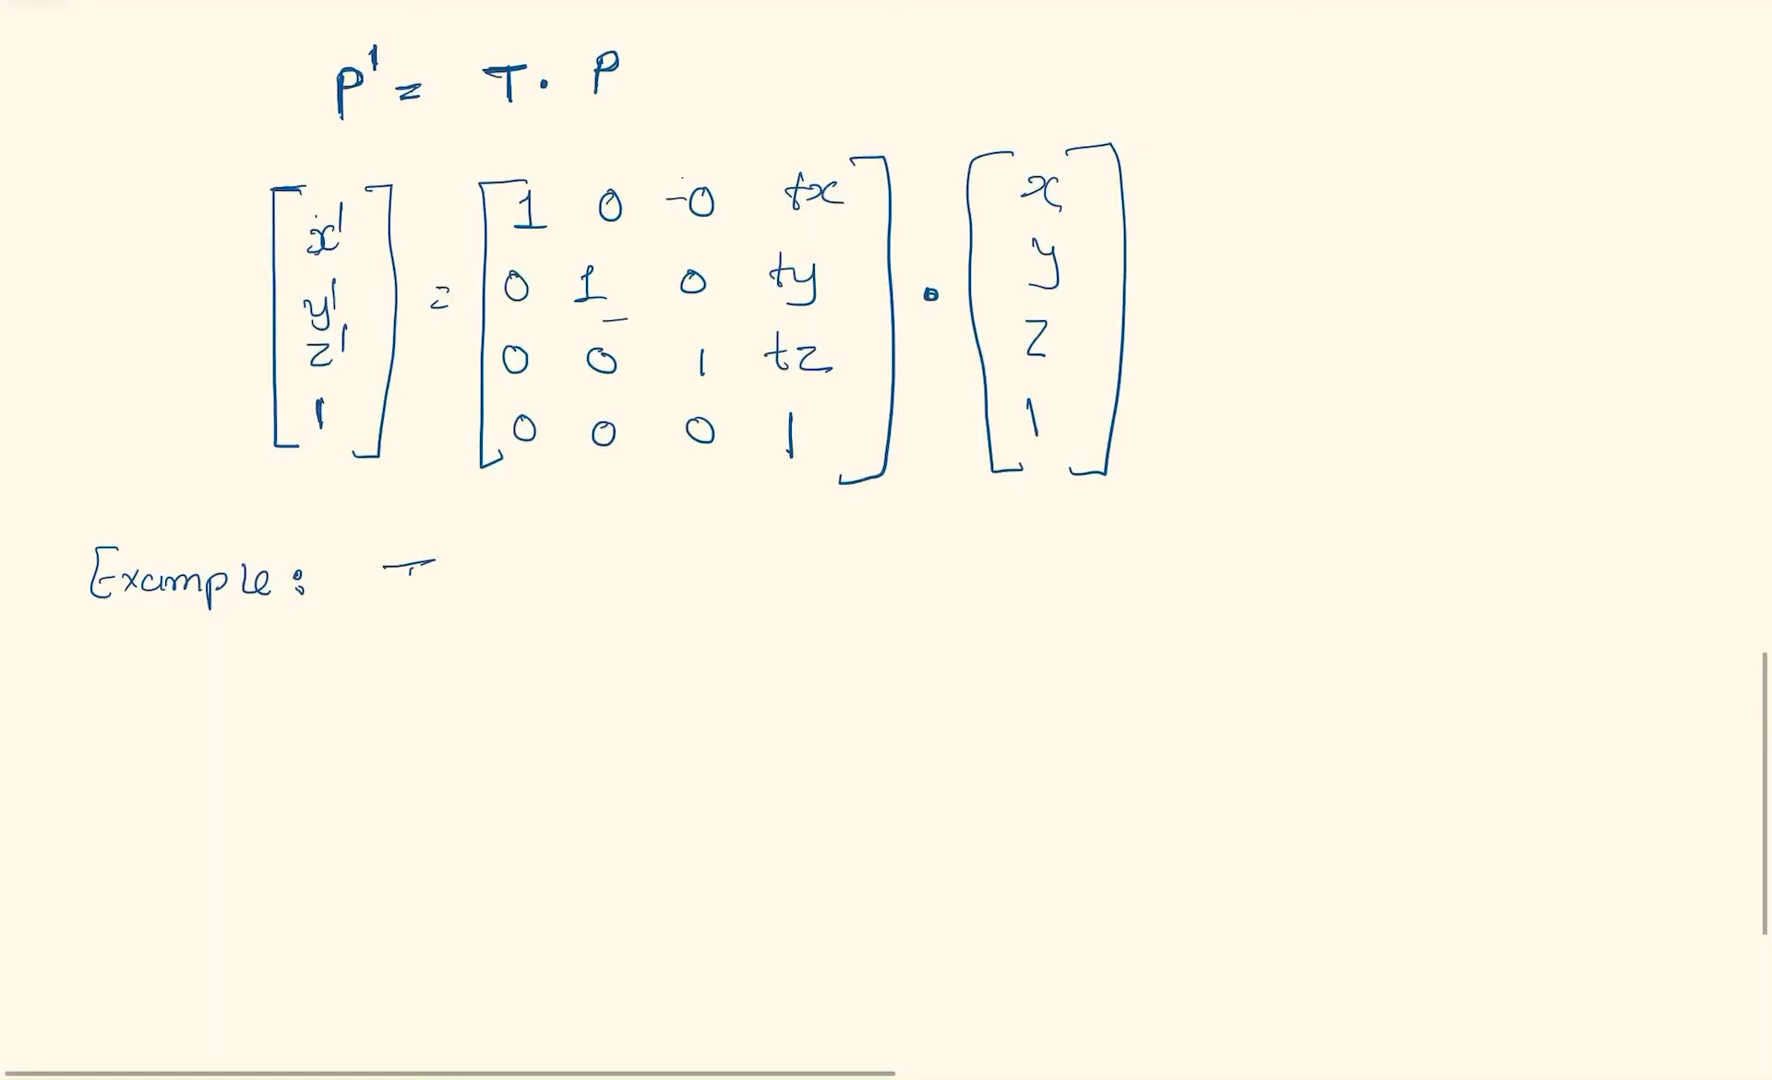 P' = T . P
[x'] = [1 0 -0 tx] . [x]
[y'] [0 1 0 ty] [y]
[z'] [0 0 1 tz] [z]
[1] [0 0 0 1] [1]
Example : T